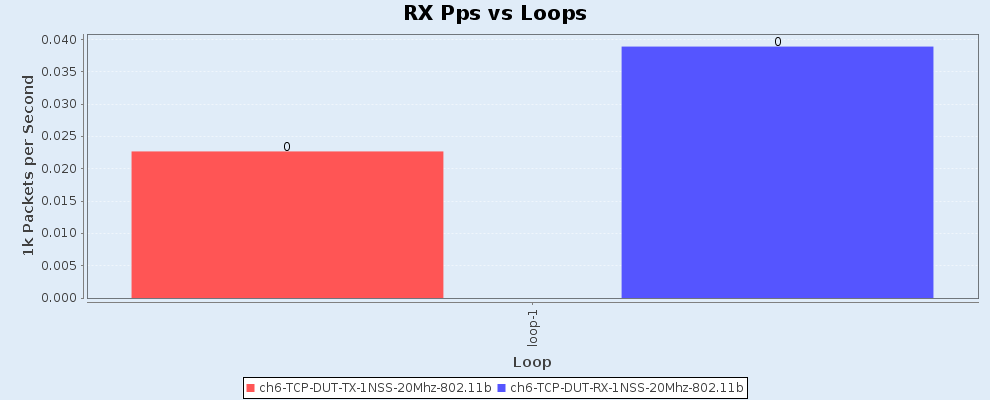 RX Pps vs Loops
1k Packets per Second
0.040
0.035
0.030
0.025
0.020
0.015
0.010
0.005
0.000
0
0
loop-1
Loop
ch6-TCP-DUT-TX-1NSS-20Mhz-802.11b ch6-TCP-DUT-RX-1NSS-20Mhz-802.11b